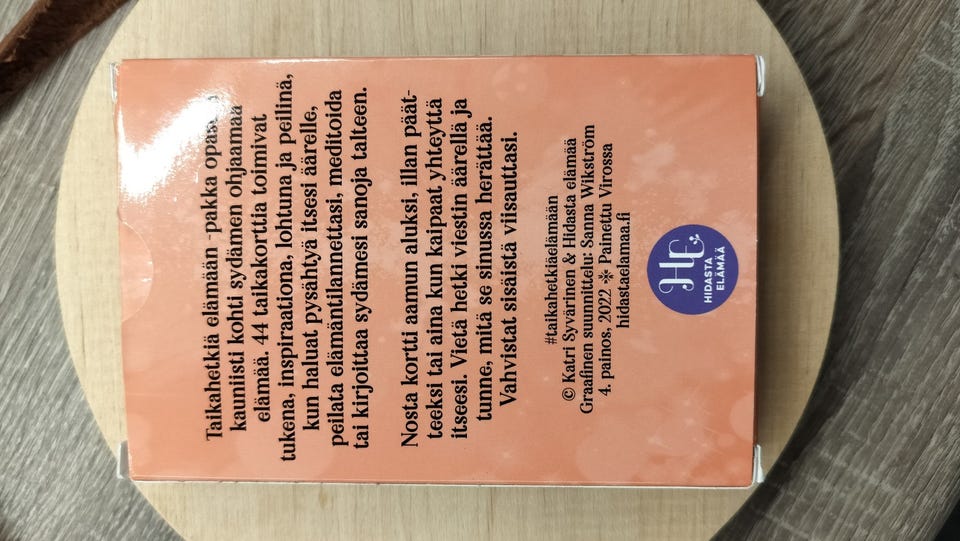 Taikahetkiä elämään -pakka opastaa
kauniisti kohti sydämen ohjaamaa
elämää. 44 taikakorttia toimivat
tukena, inspiraationa, lohtuna ja peilinä,
kun haluat pysähtyä itsesi äärelle,
peilata elämäntilannettasi, meditoida
tai kirjoittaa sydämesi sanoja talteen.
Nosta kortti aamun aluksi, illan päät-
teeksi tai aina kun kaipaat yhteyttä
itseesi. Vietä hetki viestin äärellä ja
tunne, mitä se sinussa herättää.
Vahvistat sisäistä viisauttasi.
#taikahetkiäelämään
© Katri Syvärinen & Hidasta elämää
Graafinen suunnittelu: Sanna Wikström
4. painos, 2022 ❊ Painettu Virossa
hidastaelamaa.fi
HE
HIDASTA
ELÄMÄÄ